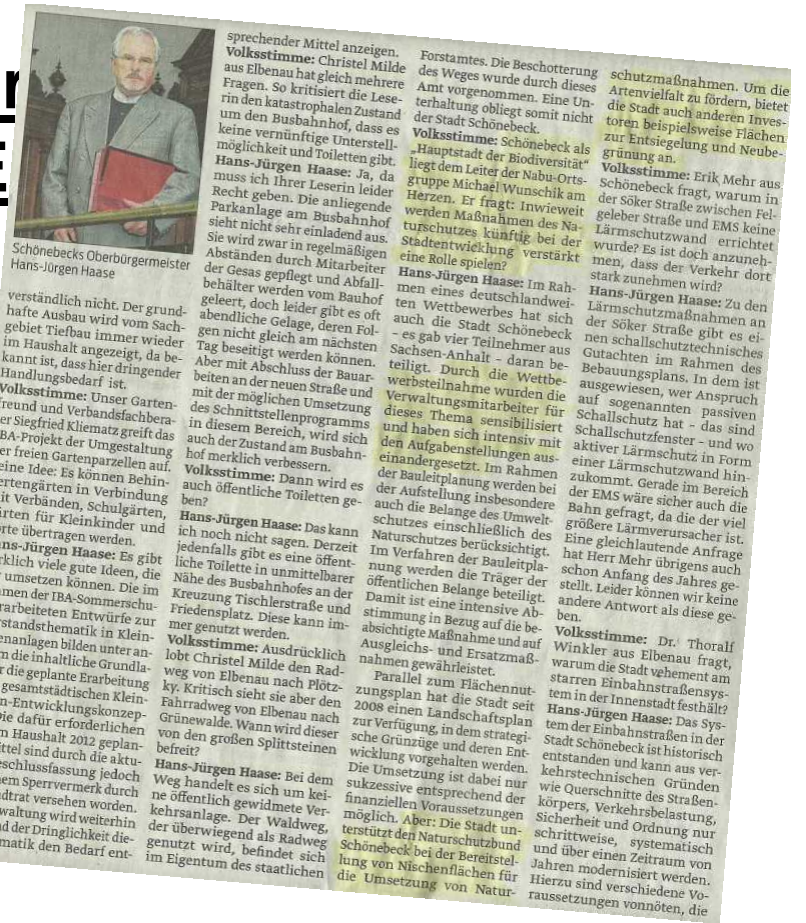 Schönebecks Oberbürgermeister
Hans-Jürgen Haase
verständlich nicht. Der grund-
hafte Ausbau wird vom Sach-
gebiet Tiefbau immer wieder
im Haushalt angezeigt, da be-
kannt ist, dass hier dringender
Handlungsbedarf ist.
Volksstimme: Unser Garten-
freund und Verbandsfachbera-
er Siegfried Kliematz greift das
BA-Projekt der Umgestaltung
er freien Gartenparzellen auf.
eine Idee: Es können Behin-
ertengärten in Verbindung
it Verbänden, Schulgärten,
ärten für Kleinkinder und
rte übertragen werden.
ns-Jürgen Haase: Es gibt
rklich viele gute Ideen, die
umsetzen können. Die im
men der IBA-Sommerschu-
rarbeiteten Entwürfe zur
standsthematik in Klein-
enanlagen bilden unter an-
m die inhaltliche Grundla-
r die geplante Erarbeitung
gesamtstädtischen Klein-
n-Entwicklungskonzep-
Die dafür erforderlichen
m Haushalt 2012 geplan-
ittel sind durch die aktu-
eschlussfassung jedoch
em Sperrvermerk durch
dtrat versehen worden.
waltung wird weiterhin
d der Dringlichkeit die-
matik den Bedarf ent-
sprechender Mittel anzeigen.
Volksstimme: Christel Milde
aus Elbenau hat gleich mehrere
Fragen. So kritisiert die Lese-
rin den katastrophalen Zustand
um den Busbahnhof, dass es
keine vernünftige Unterstell-
möglichkeit und Toiletten gibt.
Hans-Jürgen Haase: Ja, da
muss ich Ihrer Leserin leider
Recht geben. Die anliegende
Parkanlage am Busbahnhof
sieht nicht sehr einladend aus.
Sie wird zwar in regelmäßigen
Abständen durch Mitarbeiter
der Gesas gepflegt und Abfall-
behälter werden vom Bauhof
geleert, doch leider gibt es oft
abendliche Gelage, deren Fol-
gen nicht gleich am nächsten
Tag beseitigt werden können.
Aber mit Abschluss der Bauar-
beiten an der neuen Straße und
mit der möglichen Umsetzung
des Schnittstellenprogramms
in diesem Bereich, wird sich
auch der Zustand am Busbahn-
hof merklich verbessern.
Volksstimme: Dann wird es
auch öffentliche Toiletten ge-
ben?
Hans-Jürgen Haase: Das kann
ich noch nicht sagen. Derzeit
jedenfalls gibt es eine öffent-
liche Toilette in unmittelbarer
Nähe des Busbahnhofes an der
Kreuzung Tischlerstraße und
Friedensplatz. Diese kann im-
mer genutzt werden.
Volksstimme: Ausdrücklich
lobt Christel Milde den Rad-
weg von Elbenau nach Plötz-
ky. Kritisch sieht sie aber den
Fahrradweg von Elbenau nach
Grünewalde. Wann wird dieser
von den großen Splittsteinen
befreit?
Hans-Jürgen Haase: Bei dem
Weg handelt es sich um kei-
ne öffentlich gewidmete Ver-
kehrsanlage. Der Waldweg,
der überwiegend als Radweg
genutzt wird, befindet sich
im Eigentum des staatlichen
Forstamtes. Die Beschotterung
des Weges wurde durch dieses
Amt vorgenommen. Eine Un-
terhaltung obliegt somit nicht
der Stadt Schönebeck.
Volksstimme: Schönebeck als
„Hauptstadt der Biodiversität“
liegt dem Leiter der Nabu-Orts-
gruppe Michael Wunschik am
Herzen. Er fragt: Inwieweit
werden Maßnahmen des Na-
turschutzes künftig bei der
Stadtentwicklung verstärkt
eine Rolle spielen?
Hans-Jürgen Haase: Im Rah-
men eines deutschlandwei-
ten Wettbewerbes hat sich
auch die Stadt Schönebeck
- es gab vier Teilnehmer aus
Sachsen-Anhalt - daran be-
teiligt. Durch die Wettbe-
werbsteilnahme wurden die
Verwaltungsmitarbeiter für
dieses Thema sensibilisiert
und haben sich intensiv mit
den Aufgabenstellungen aus-
einandergesetzt. Im Rahmen
der Bauleitplanung werden bei
der Aufstellung insbesondere
auch die Belange des Umwelt-
schutzes einschließlich des
Naturschutzes berücksichtigt.
Im Verfahren der Bauleitpla-
nung werden die Träger der
öffentlichen Belange beteiligt.
Damit ist eine intensive Ab-
stimmung in Bezug auf die be-
absichtigte Maßnahme und auf
Ausgleichs- und Ersatzmaß-
nahmen gewährleistet.
Parallel zum Flächennut-
zungsplan hat die Stadt seit
2008 einen Landschaftsplan
zur Verfügung, in dem strategi-
sche Grünzüge und deren Ent-
wicklung vorgehalten werden.
Die Umsetzung ist dabei nur
sukzessive entsprechend der
finanziellen Voraussetzungen
möglich. Aber: Die Stadt un-
terstützt den Naturschutzbund
Schönebeck bei der Bereitstel-
lung von Nischenflächen für
die Umsetzung von Natur-
schutzmaßnahmen. Um die
Artenvielfalt zu fördern, bietet
die Stadt auch anderen Inves-
toren beispielsweise Flächen
zur Entsiegelung und Neube-
grünung an.
Volksstimme: Erik Mehr aus
Schönebeck fragt, warum in
der Söker Straße zwischen Fel-
geleber Straße und EMS keine
Lärmschutzwand errichtet
wurde? Es ist doch anzuneh-
men, dass der Verkehr dort
stark zunehmen wird?
Hans-Jürgen Haase: Zu den
Lärmschutzmaßnahmen an
der Söker Straße gibt es ei-
nen schallschutztechnisches
Gutachten im Rahmen des
Bebauungsplans. In dem ist
ausgewiesen, wer Anspruch
auf sogenannten passiven
Schallschutz hat - das sind
Schallschutzfenster - und wo
aktiver Lärmschutz in Form
einer Lärmschutzwand hin-
zukommt. Gerade im Bereich
der EMS wäre sicher auch die
Bahn gefragt, da die der viel
größere Lärmverursacher ist.
Eine gleichlautende Anfrage
hat Herr Mehr übrigens auch
schon Anfang des Jahres ge-
stellt. Leider können wir keine
andere Antwort als diese ge-
ben.
Volksstimme: Dr. Thoralf
Winkler aus Elbenau fragt,
warum die Stadt vehement am
starren Einbahnstraßensys-
tem in der Innenstadt festhält?
Hans-Jürgen Haase: Das Sys-
tem der Einbahnstraßen in der
Stadt Schönebeck ist historisch
entstanden und kann aus ver-
kehrstechnischen Gründen
wie Querschnitte des Straßen-
körpers, Verkehrsbelastung,
Sicherheit und Ordnung nur
schrittweise, systematisch
und über einen Zeitraum von
Jahren modernisiert werden.
Hierzu sind verschiedene Vo-
raussetzungen vonnöten, die